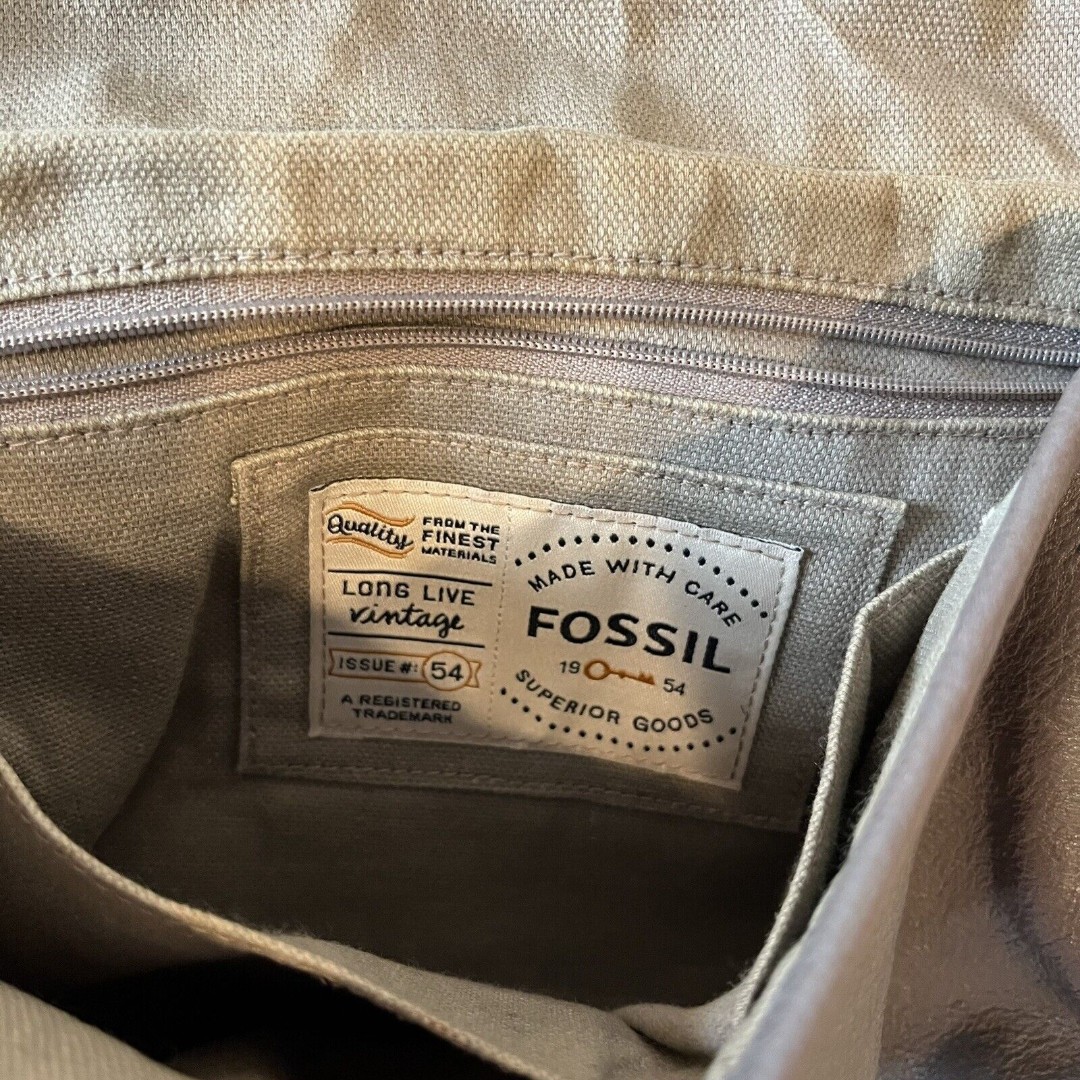 Quality
FROM THE
FINEST
MATERIALS
LONG LIVE
vintage
ISSUE #: 54
A REGISTERED
TRADEMARK
MADE WITH CARE
FOSSIL
19 54
SUPERIOR GOODS